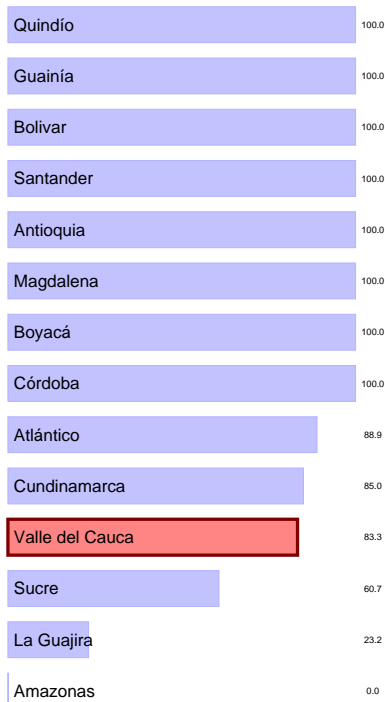 Quindío 100.0
Guainía 100.0
Bolivar 100.0
Santander 100.0
Antioquia 100.0
Magdalena 100.0
Boyacá 100.0
Córdoba 100.0
Atlántico 88.9
Cundinamarca 85.0
Valle del Cauca 83.3
Sucre 60.7
La Guajira 23.2
Amazonas 0.0